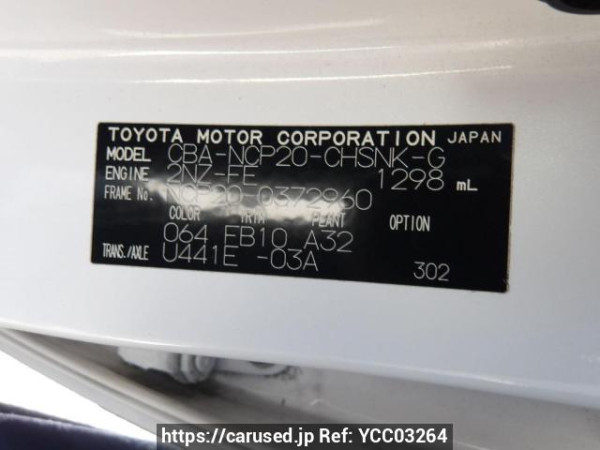 TOYOTA MOTOR CORPORATION JAPAN
MODEL CBA-NCP20-CHSNK-G
ENGINE 2NZ-FE 1298 mL
FRAME No. NCP20-0372960
COLOR TRIM PLANT OPTION
064 FB10 A32
TRANS./AXLE U441E -03A 302
https://carused.jp Ref: YCC03264